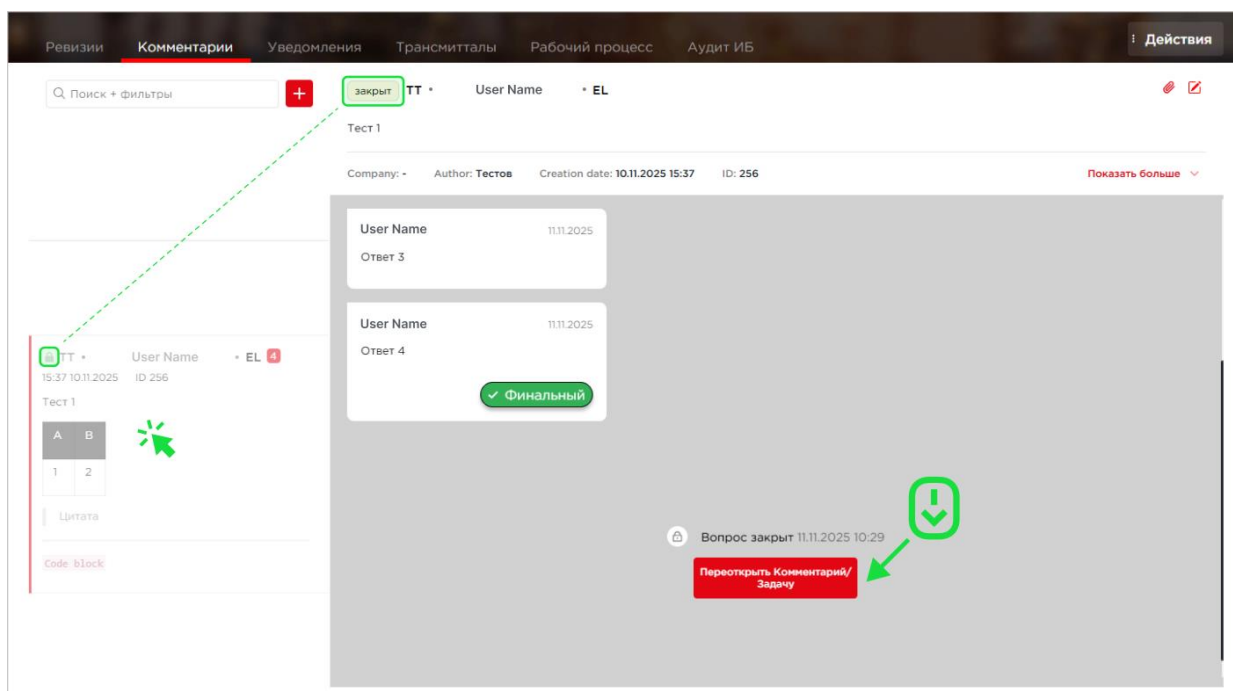 Ревизии Комментарии Уведомления Трансмитталы Рабочий процесс Аудит ИБ
Действия
Поиск + фильтры
+
закрыт TT • User Name • EL
Тест 1
Company: - Author: Тестов Creation date: 10.11.2025 15:37 ID: 256
Показать больше
TT • User Name • EL 4
15:37 10.11.2025 ID 256
Тест 1
A B
1 2
Цитата
Code block
User Name 11.11.2025
Ответ 3
User Name 11.11.2025
Ответ 4
Финальный
Вопрос закрыт 11.11.2025 10:29
Переоткрыть Комментарий/
Задачу